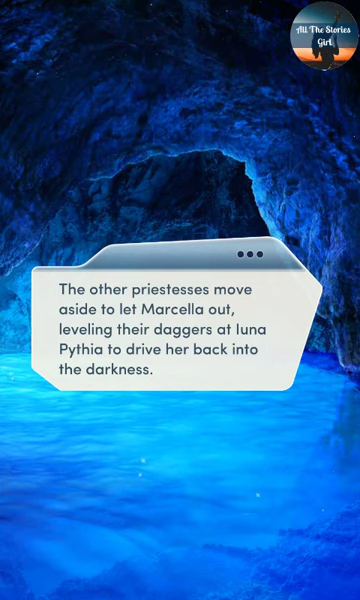 All The Stories
Girl
The other priestesses move
aside to let Marcella out,
leveling their daggers at Iuna
Pythia to drive her back into
the darkness.